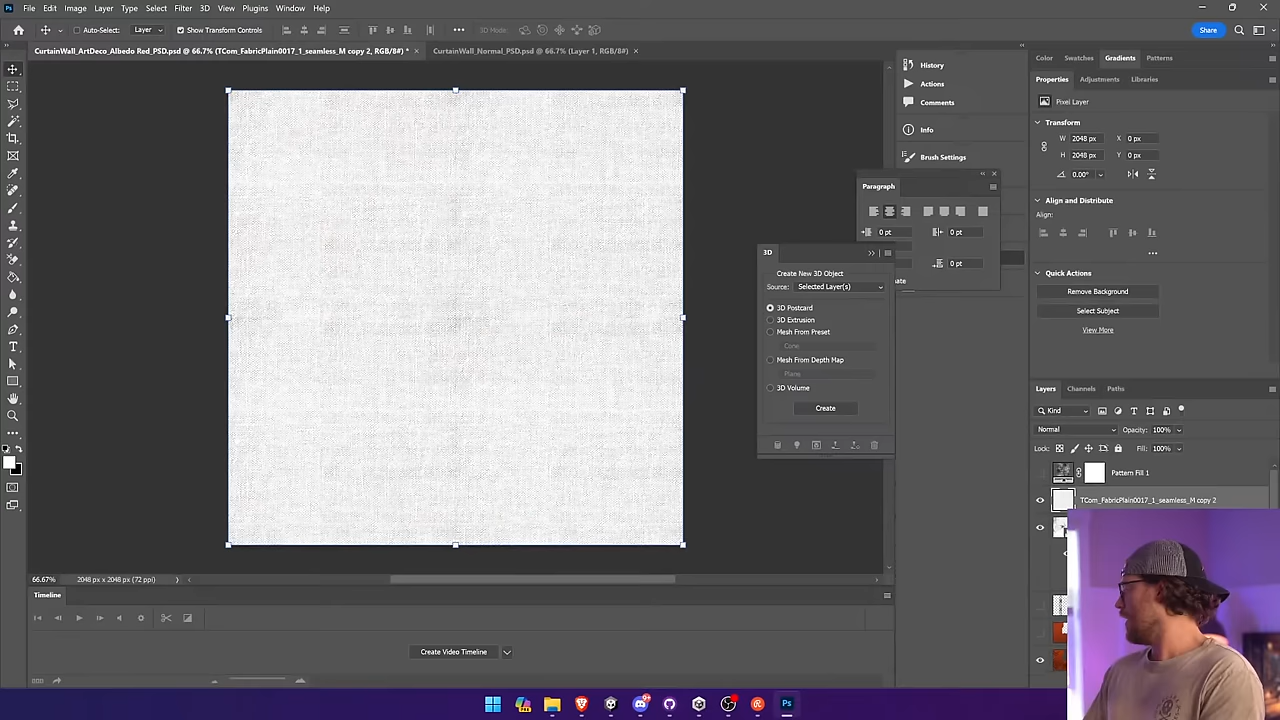 File Edit Image Layer Type Select Filter 3D View Plugins Window Help
Auto-Select: Layer Show Transform Controls 3D Mode: Share
CurtainWall_ArtDeco_Albedo Red_PSD.psd @ 66.7% (TCom_FabricPlain0017_1_seamless_M copy 2, RGB/8#) * CurtainWall_Normal_PSD.psd @ 66.7% (Layer 1, RGB/8#)
History
Actions
Comments
Info
Brush Settings
Paragraph
0 pt 0 pt
0 pt
3D
Create New 3D Object
Source: Selected Layer(s)
3D Postcard
3D Extrusion
Mesh From Preset
Cone
Mesh From Depth Map
Plane
3D Volume
Create
Color Swatches Gradients Patterns
Properties Adjustments Libraries
Pixel Layer
Transform
W 2048 px X 0 px
H 2048 px Y 0 px
0.00°
Align and Distribute
Align:
Quick Actions
Remove Background
Select Subject
View More
Layers Channels Paths
Kind
Normal Opacity: 100%
Lock: Fill: 100%
Pattern Fill 1
TCom_FabricPlain0017_1_seamless_M copy 2
66.67% 2048 px x 2048 px (72 ppi)
Timeline
Create Video Timeline